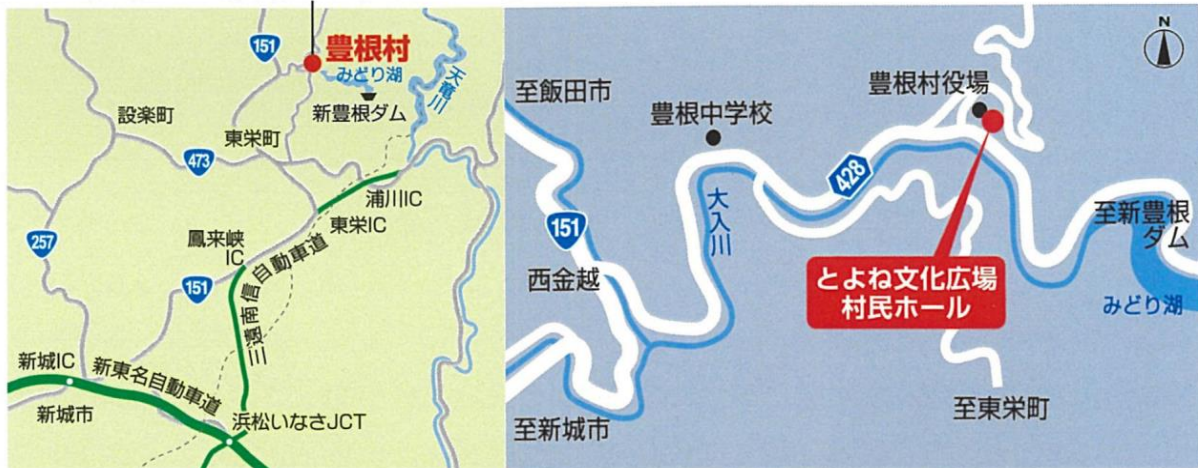 151
豊根村
みどり湖
天竜川
新豊根ダム
設楽町
東栄町
473
浦川IC
東栄IC
257
鳳来峡
IC
151
三遠南信自動車道
新城IC
新東名自動車道
新城市
浜松いなさJCT
N
至飯田市
豊根村役場
豊根中学校
428
大入川
151
至新豊根
ダム
西金越
とよね文化広場
村民ホール
みどり湖
至東栄町
至新城市